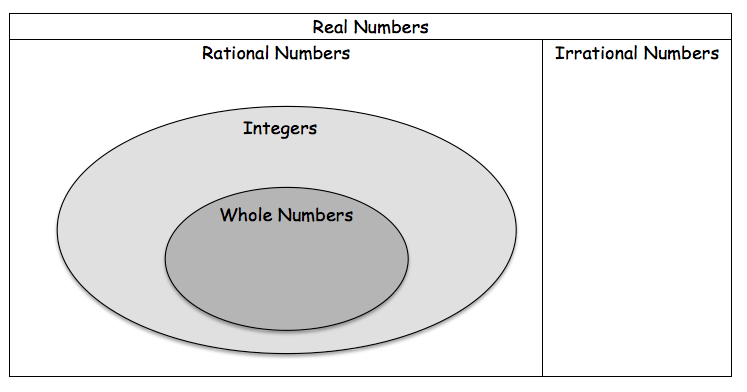 Real Numbers
Rational Numbers
Irrational Numbers
Integers
Whole Numbers